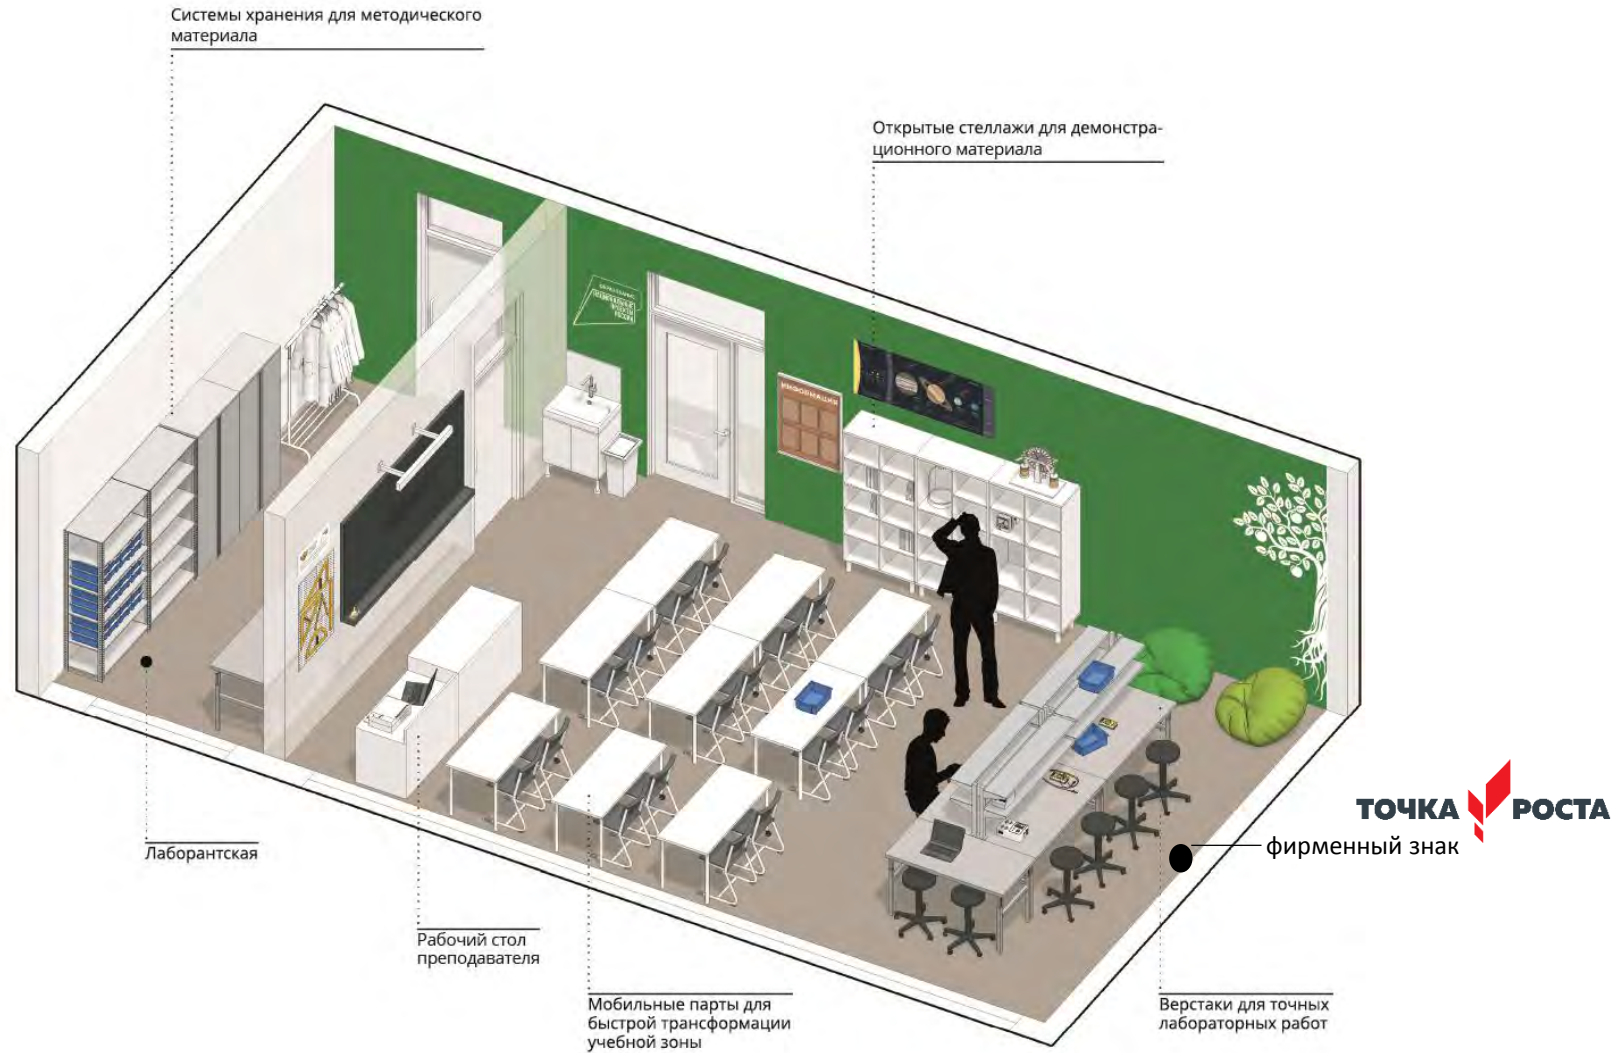 Системы хранения для методического
материала
Открытые стеллажи для демонстра-
ционного материала
ИНФОРМАЦИЯ
ТОЧКА РОСТА
фирменный знак
Лаборантская
Рабочий стол
преподавателя
Мобильные парты для
быстрой трансформации
учебной зоны
Верстаки для точных
лабораторных работ